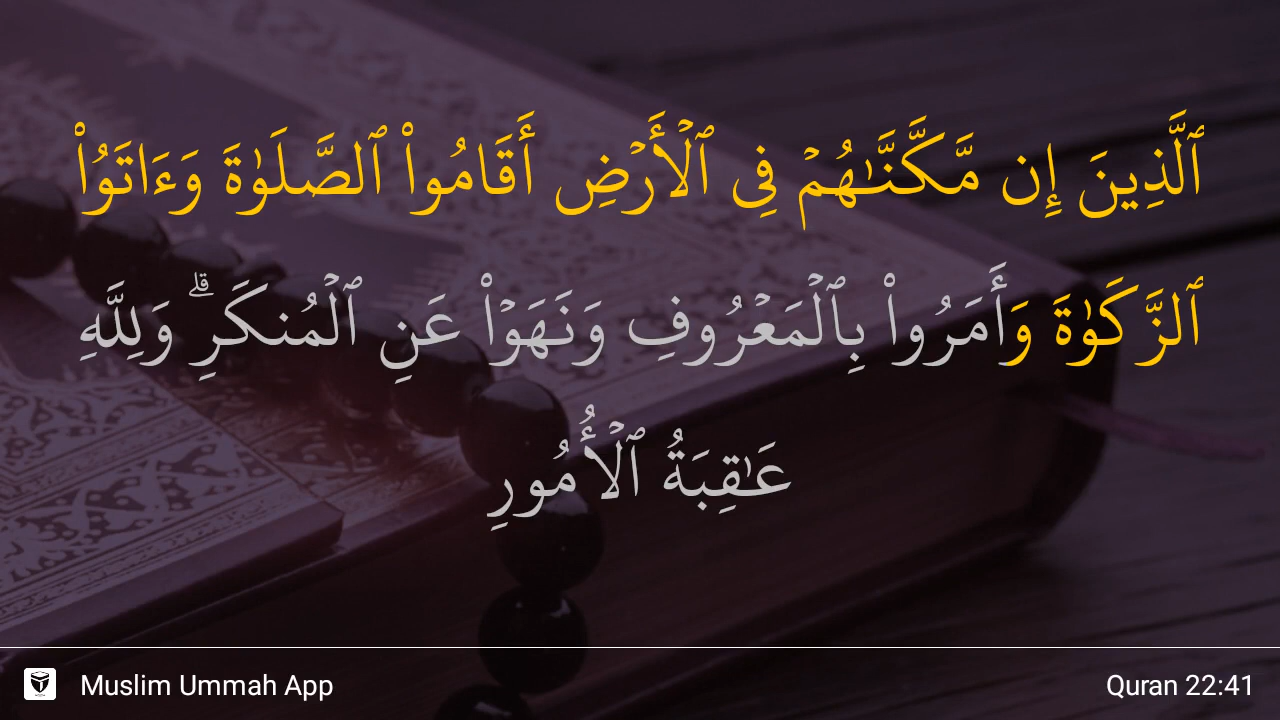 ٱلَّذِينَ إِن مَّكَّنَّـٰهُمْ فِى ٱلْأَرْضِ أَقَامُوا۟ ٱلصَّلَوٰةَ وَءَاتَوُا۟
ٱلزَّكَوٰةَ وَأَمَرُوا۟ بِٱلْمَعْرُوفِ وَنَهَوْا۟ عَنِ ٱلْمُنكَرِ ۗ وَلِلَّهِ
عَـٰقِبَةُ ٱلْأُمُورِ
Muslim Ummah App
Quran 22:41